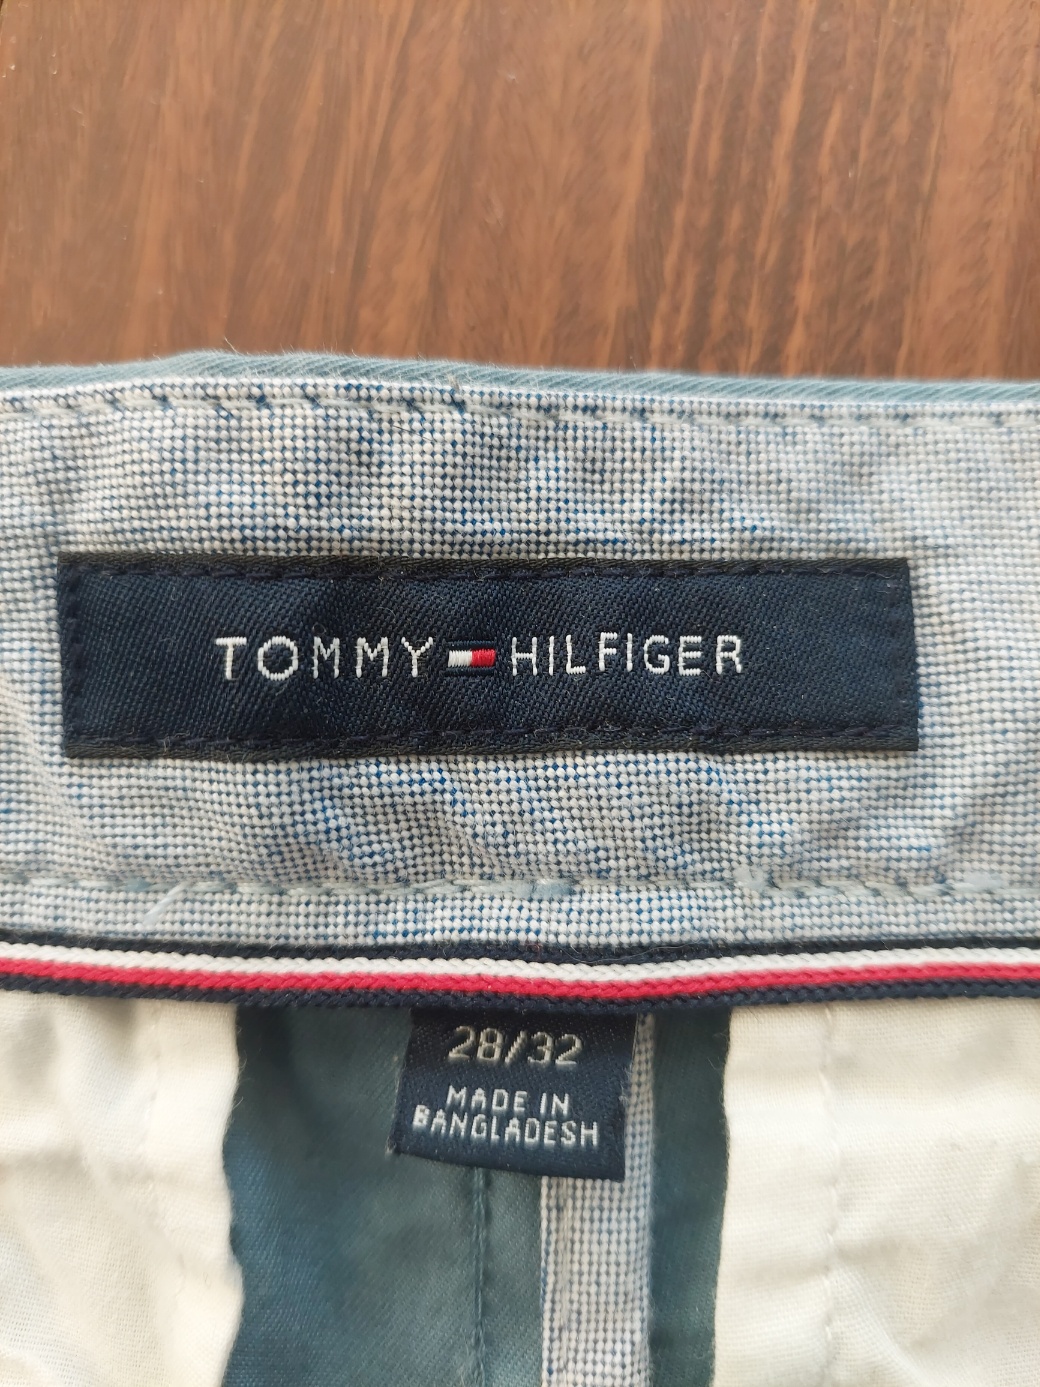 TOMMY HILFIGER
28/32
MADE IN
BANGLADESH